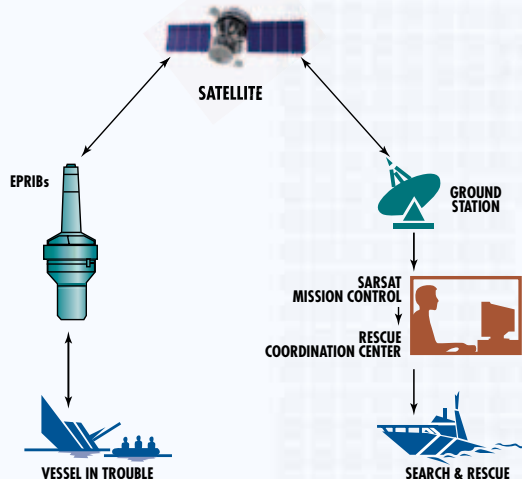 SATELLITE
EPRIBs
GROUND
STATION
SARSAT
MISSION CONTROL
RESCUE
COORDINATION CENTER
VESSEL IN TROUBLE
SEARCH & RESCUE